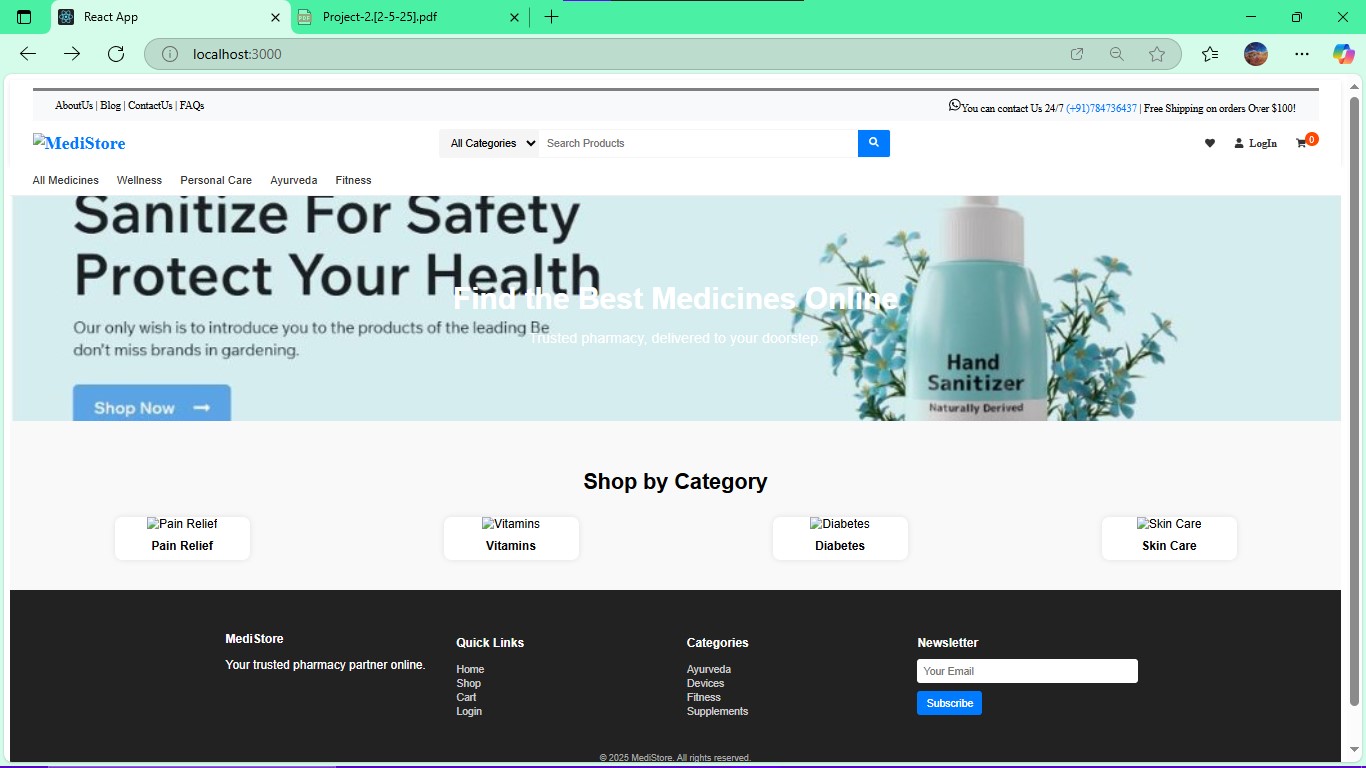 React App
Project-2.[2-5-25].pdf
localhost:3000
AboutUs | Blog | ContactUs | FAQs
You can contact Us 24/7 (+91)784736437 | Free Shipping on orders Over $100!
MediStore
All Categories
Search Products
LogIn
0
All Medicines Wellness Personal Care Ayurveda Fitness
Sanitize For Safety
Protect Your Health
Find the Best Medicines Online
Our only wish is to introduce you to the products of the leading Be
don't miss brands in gardening.
Trusted pharmacy, delivered to your doorstep.
Shop Now
Hand
Sanitizer
Naturally Derived
Shop by Category
Pain Relief
Pain Relief
Vitamins
Vitamins
Diabetes
Diabetes
Skin Care
Skin Care
MediStore
Your trusted pharmacy partner online.
Quick Links
Home
Shop
Cart
Login
Categories
Ayurveda
Devices
Fitness
Supplements
Newsletter
Your Email
Subscribe
© 2025 MediStore. All rights reserved.